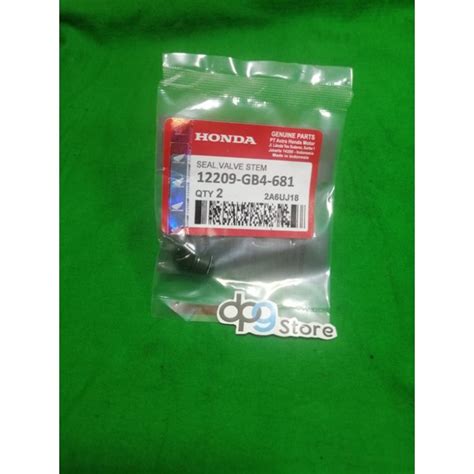 HONDA
GENUINE PARTS
PT Astra Honda Motor
Made in Indonesia
SEAL VALVE STEM
12209-GB4-681
QTY 2
2A6UJ18
dpg
Store